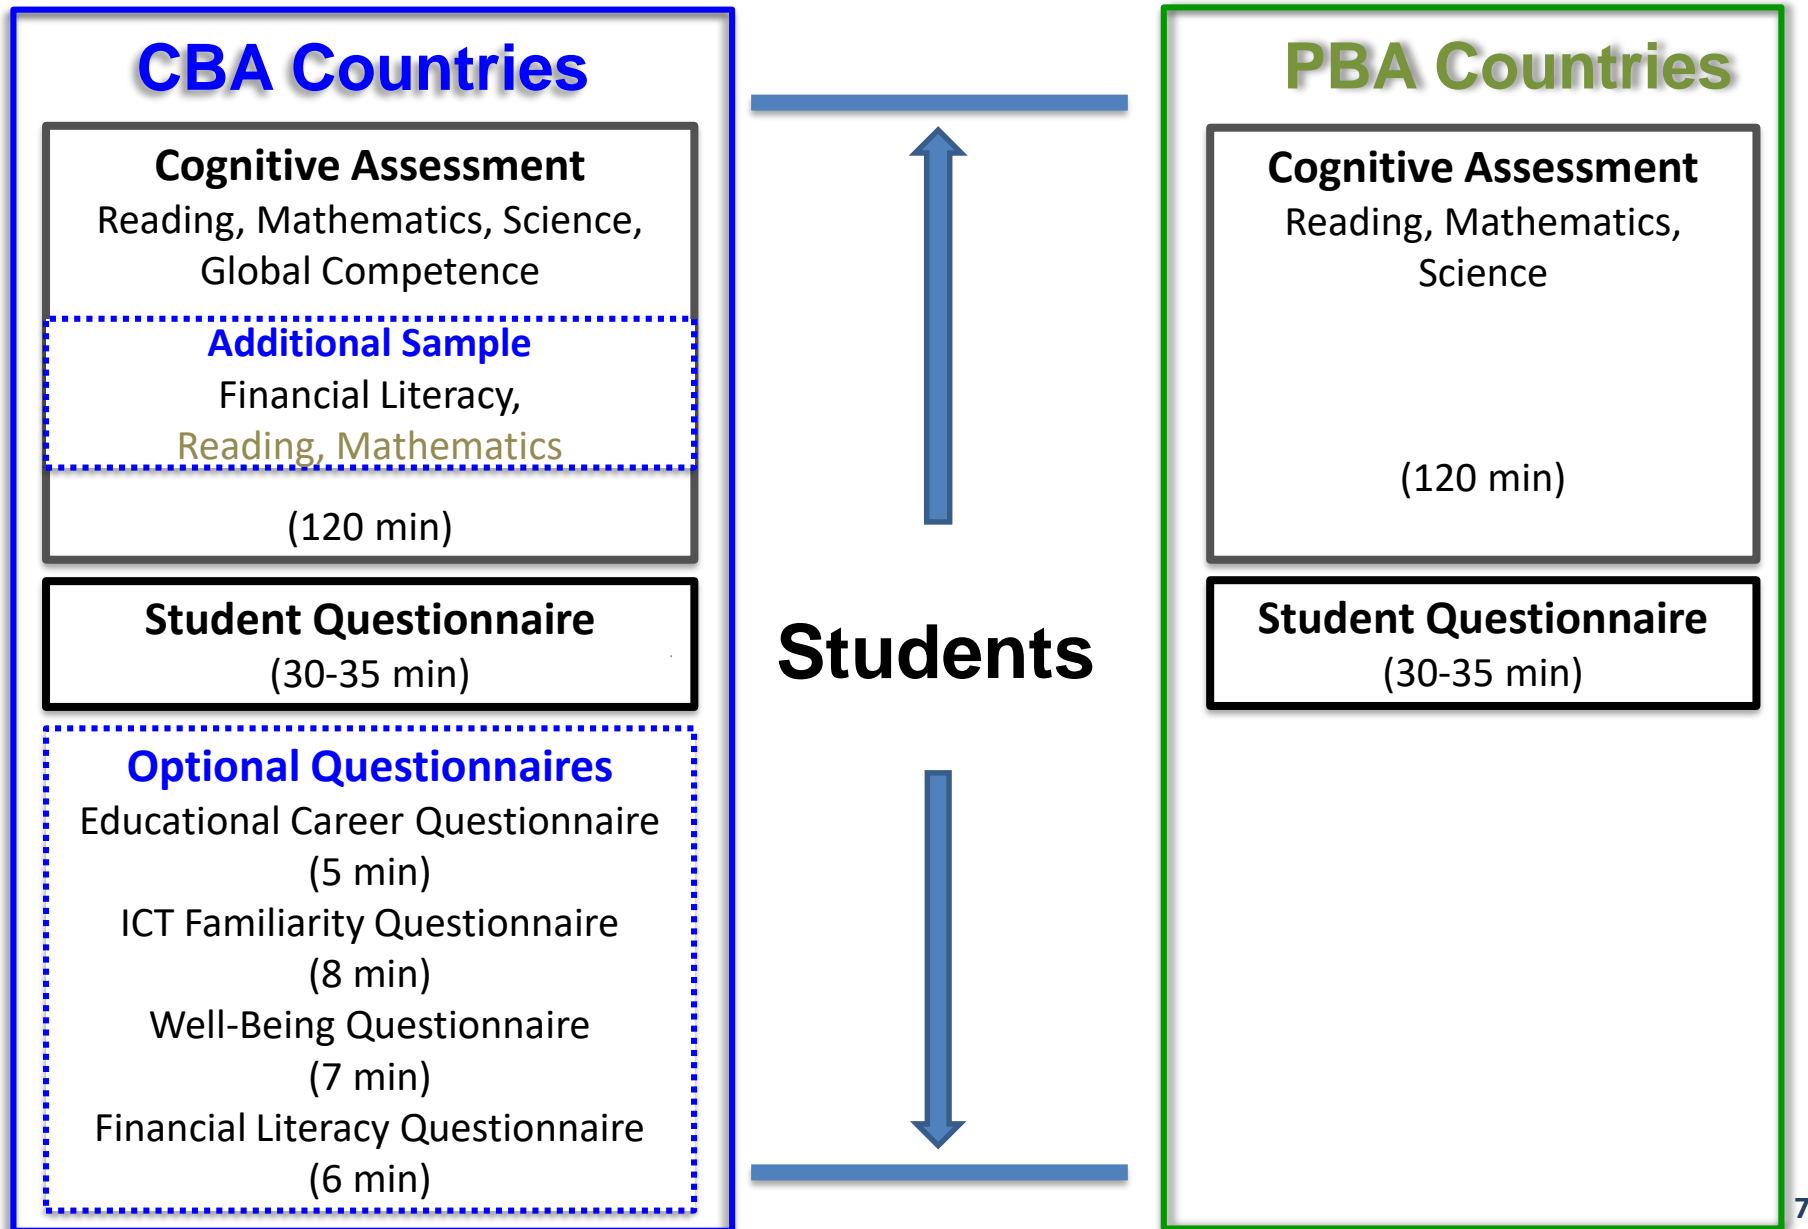 CBA Countries
Cognitive Assessment
Reading, Mathematics, Science,
Global Competence
Additional Sample
Financial Literacy,
Reading, Mathematics
(120 min)
Student Questionnaire
(30-35 min)
Optional Questionnaires
Educational Career Questionnaire
(5 min)
ICT Familiarity Questionnaire
(8 min)
Well-Being Questionnaire
(7 min)
Financial Literacy Questionnaire
(6 min)
Students
PBA Countries
Cognitive Assessment
Reading, Mathematics,
Science
(120 min)
Student Questionnaire
(30-35 min)
7